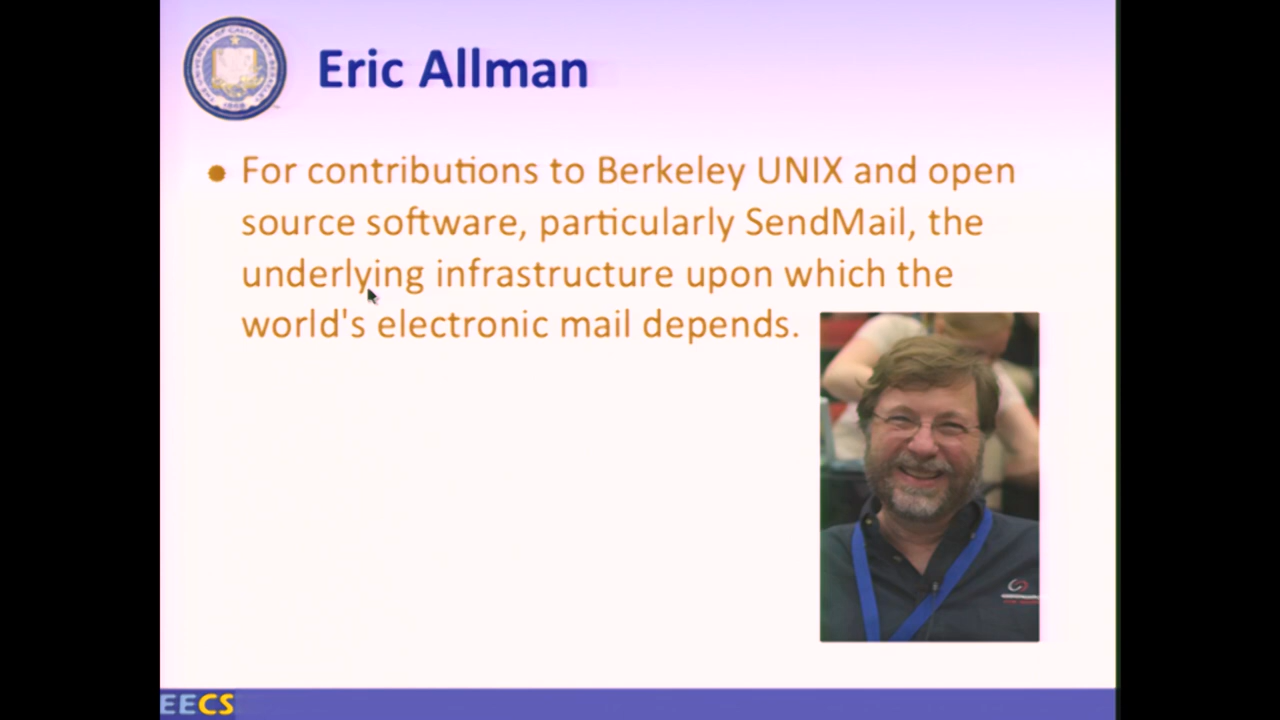 Eric Allman
For contributions to Berkeley UNIX and open
source software, particularly SendMail, the
underlying infrastructure upon which the
world's electronic mail depends.
EECS